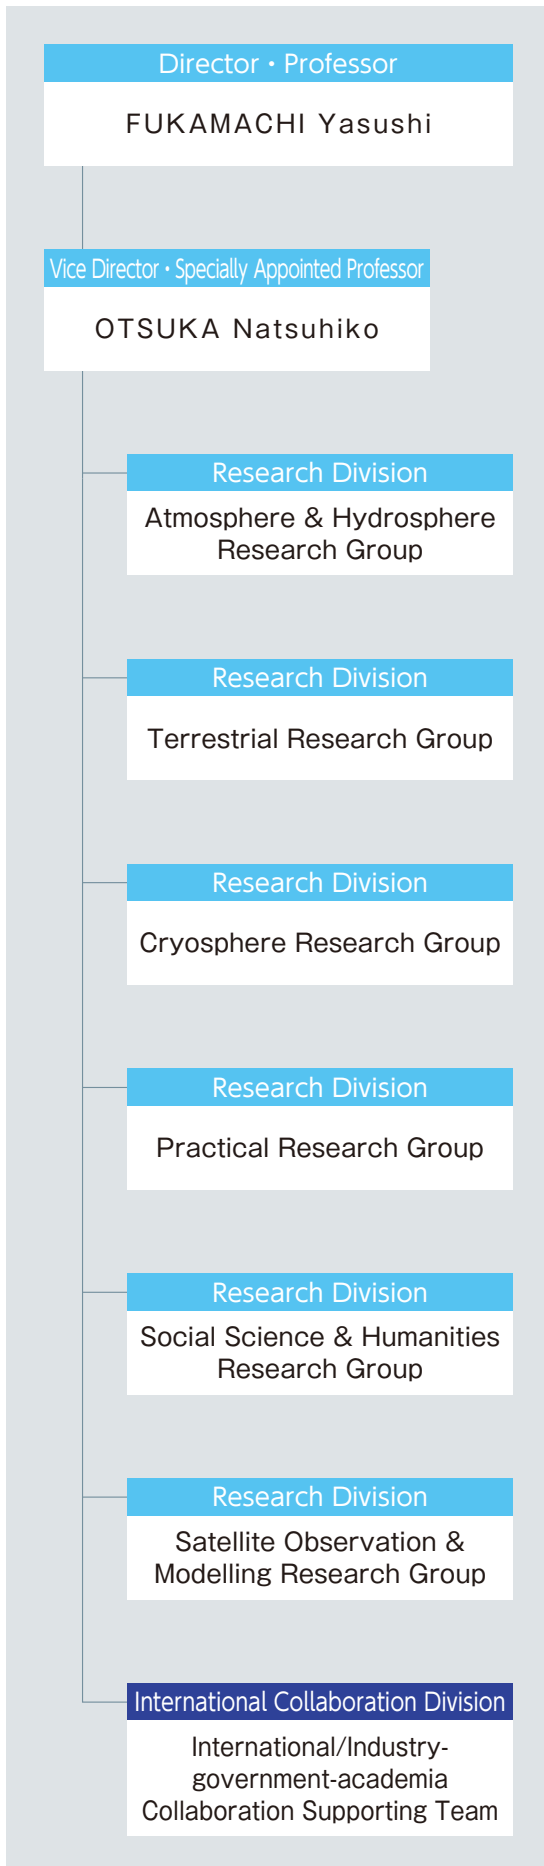 Director・Professor
FUKAMACHI Yasushi
Vice Director・Specially Appointed Professor
OTSUKA Natsuhiko
Research Division
Atmosphere & Hydrosphere
Research Group
Research Division
Terrestrial Research Group
Research Division
Cryosphere Research Group
Research Division
Practical Research Group
Research Division
Social Science & Humanities
Research Group
Research Division
Satellite Observation &
Modelling Research Group
International Collaboration Division
International/Industry-
government-academia
Collaboration Supporting Team